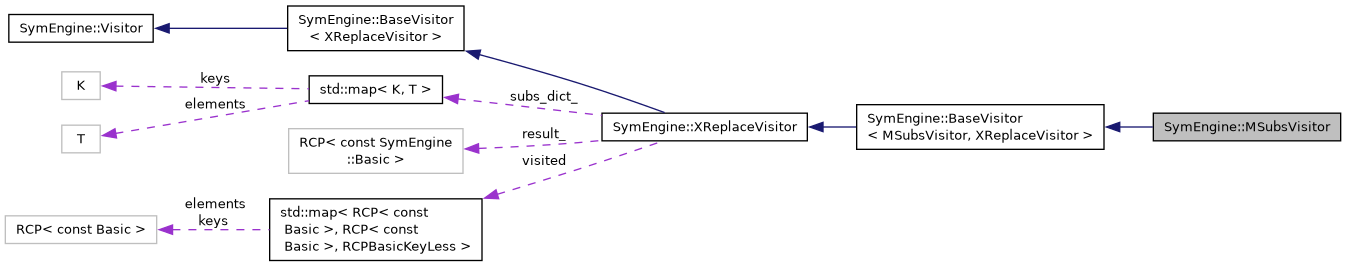 SymEngine::Visitor
SymEngine::BaseVisitor
< XReplaceVisitor >
K
keys
std::map< K, T >
elements
T
subs_dict_
RCP< const SymEngine
::Basic >
result_
visited
SymEngine::XReplaceVisitor
SymEngine::BaseVisitor
< MSubsVisitor, XReplaceVisitor >
SymEngine::MSubsVisitor
RCP< const Basic >
elements
keys
std::map< RCP< const
Basic >, RCP< const
Basic >, RCPBasicKeyLess >